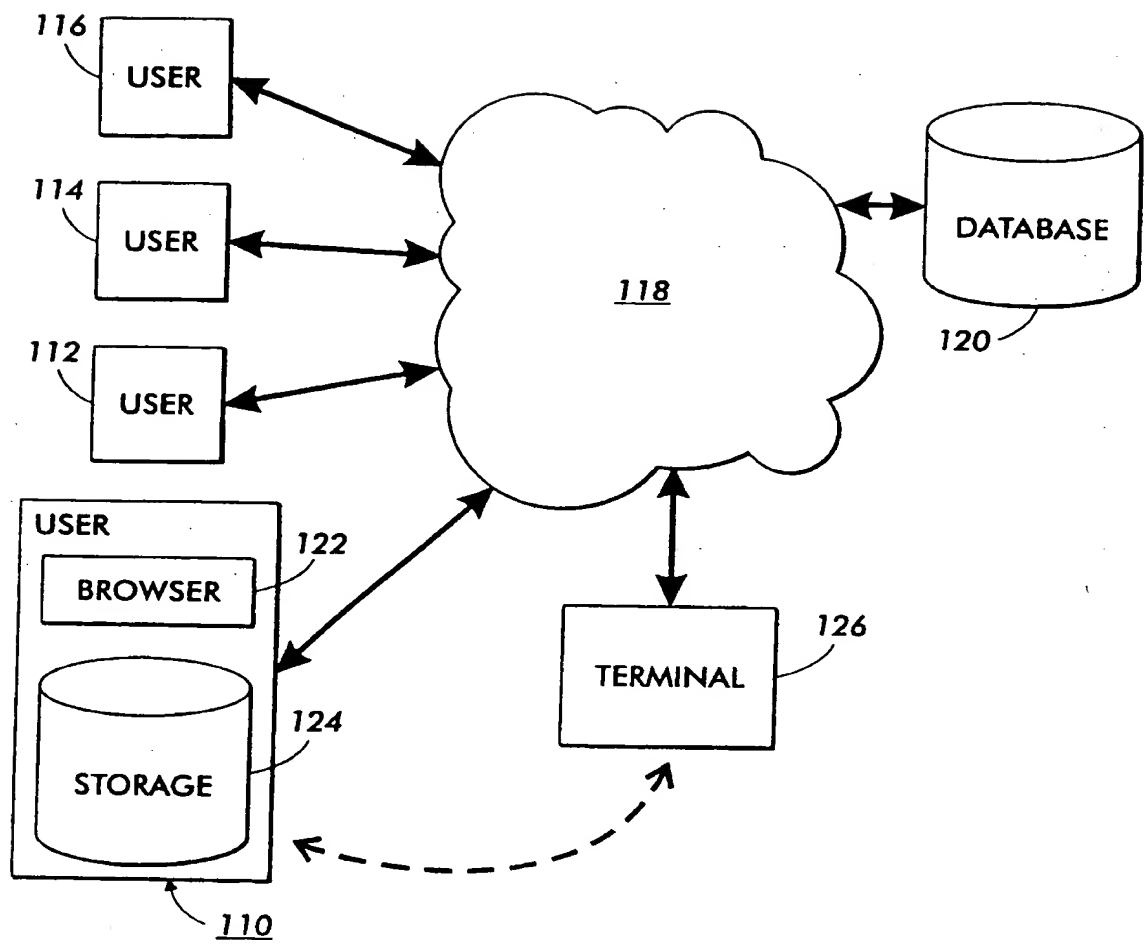 116
USER
114
USER
118
DATABASE
120
112
USER
USER
122
BROWSER
126
TERMINAL
124
STORAGE
110